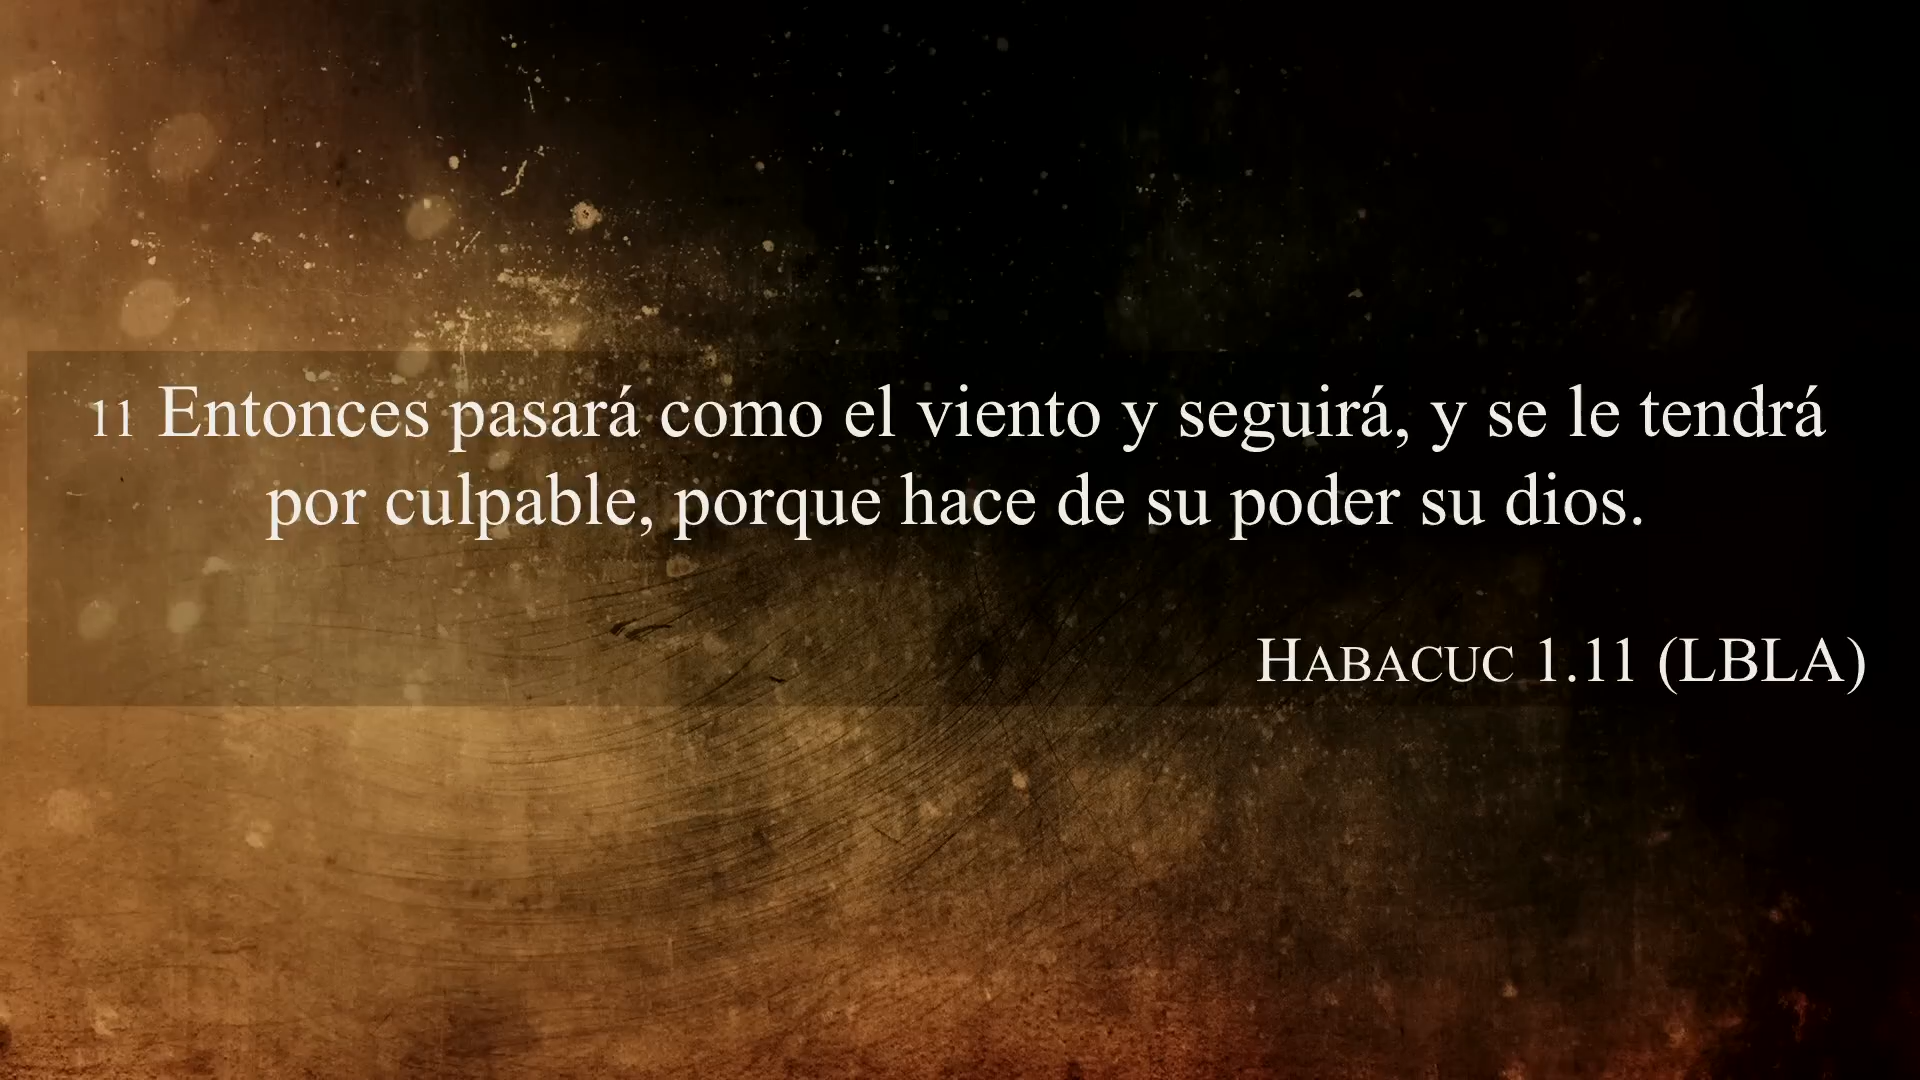 11 Entonces pasará como el viento y seguirá, y se le tendrá
por culpable, porque hace de su poder su dios.
Habacuc 1.11 (LBLA)